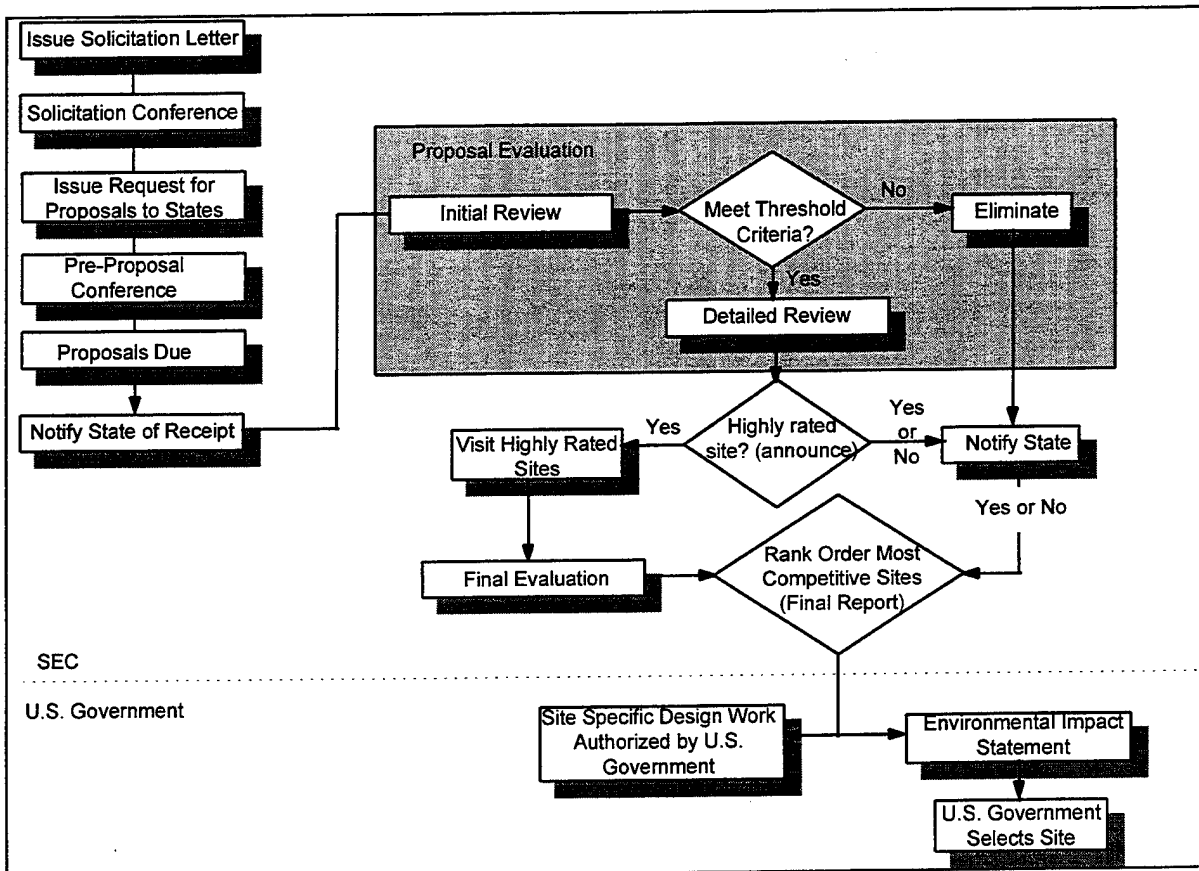 Issue Solicitation Letter
Solicitation Conference
Issue Request for
Proposals to States
Pre-Proposal
Conference
Proposals Due
Notify State of Receipt
Proposal Evaluation
Initial Review
Meet Threshold
Criteria?
No
Eliminate
Yes
Detailed Review
Yes
Highly rated
site? (announce)
Yes
or
No
Notify State
Visit Highly Rated
Sites
Yes or No
Final Evaluation
Rank Order Most
Competitive Sites
(Final Report)
SEC
U.S. Government
Site Specific Design Work
Authorized by U.S.
Government
Environmental Impact
Statement
U.S. Government
Selects Site